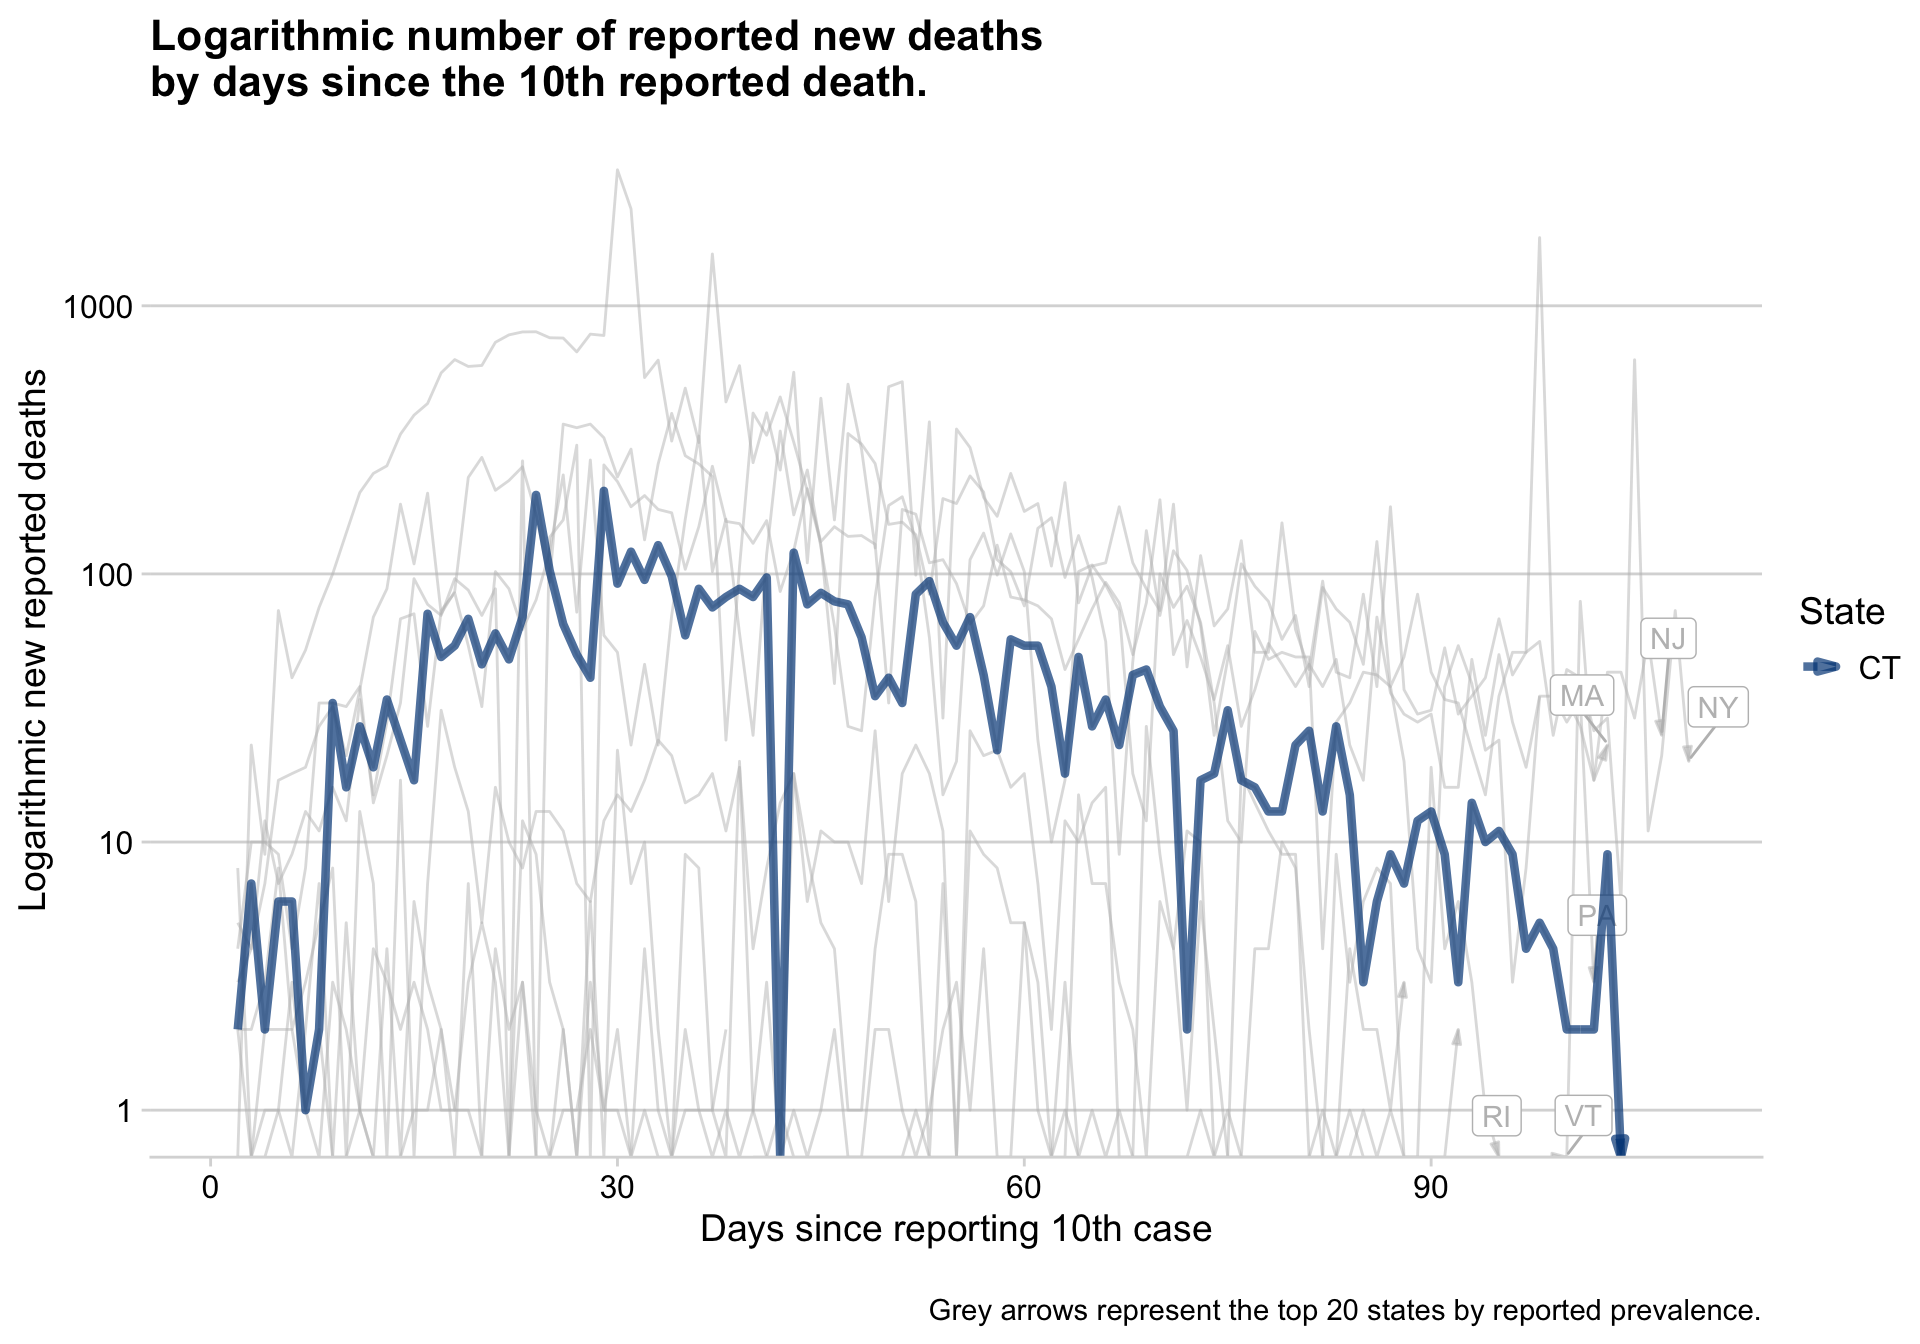 Logarithmic number of reported new deaths
by days since the 10th reported death.
Logarithmic new reported deaths
1000
100
10
1
NJ
MA
NY
PA
RI
VT
State
CT
0
30
60
90
Days since reporting 10th case
Grey arrows represent the top 20 states by reported prevalence.